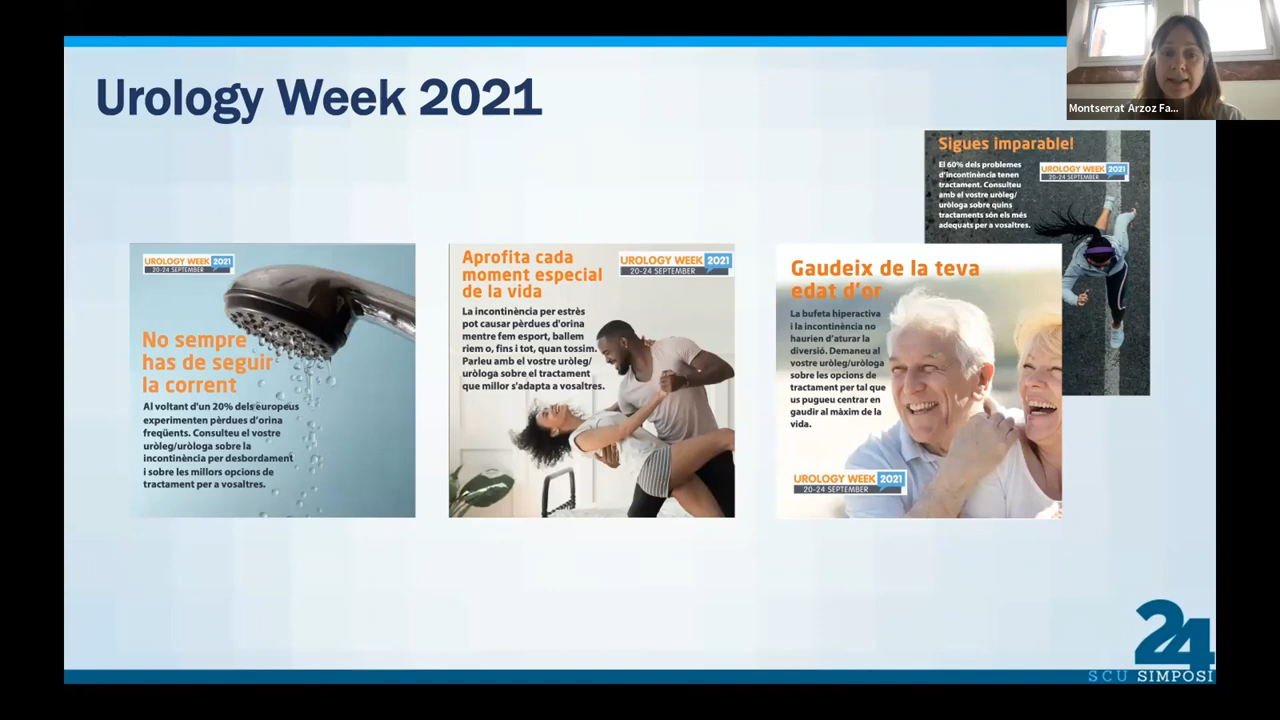 Urology Week 2021
Montserrat Arzoz Fa...
Sigues imparable!
El 60% dels problemes
d'incontinència tenen
tractament. Consulteu
amb el vostre uròleg/
uròloga sobre quins
tractaments són els més
adequats per a vosaltres.
UROLOGY WEEK 2021
20-24 SEPTEMBER
UROLOGY WEEK 2021
20-24 SEPTEMBER
No sempre
has de seguir
la corrent
Al voltant d'un 20% dels europeus
experimenten pèrdues d'orina
freqüents. Consulteu el vostre
uròleg/uròloga sobre la
incontinència per desbordament
i sobre les millors opcions de
tractament per a vosaltres.
Aprofita cada
moment especial
de la vida
UROLOGY WEEK 2021
20-24 SEPTEMBER
La incontinència per estrès
pot causar pèrdues d'orina
mentre fem esport, ballem
riem o, fins i tot, quan tossim.
Parleu amb el vostre uròleg/
uròloga sobre el tractament
que millor s'adapta a vosaltres.
Gaudeix de la teva
edat d'or
La bufeta hiperactiva
i la incontinència no
haurien d'aturar la
diversió. Demaneu al
vostre uròleg/uròloga
sobre les opcions de
tractament per tal que
us pugueu centrar en
gaudir al màxim de la
vida.
UROLOGY WEEK 2021
20-24 SEPTEMBER
24
SCU SIMPOSI